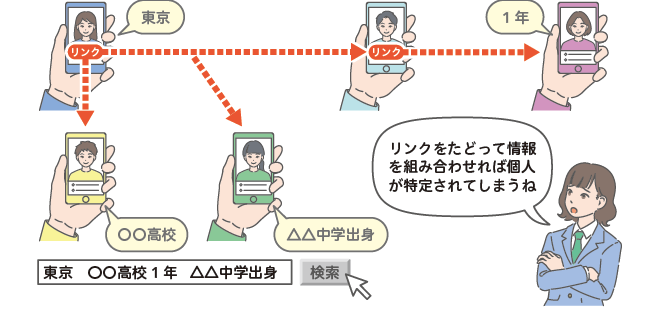 東京
1年
リンク
リンク
リンクをたどって情報
を組み合わせれば個人
が特定されてしまうね
〇〇高校
△△中学出身
東京 〇〇高校1年 △△中学出身
検索